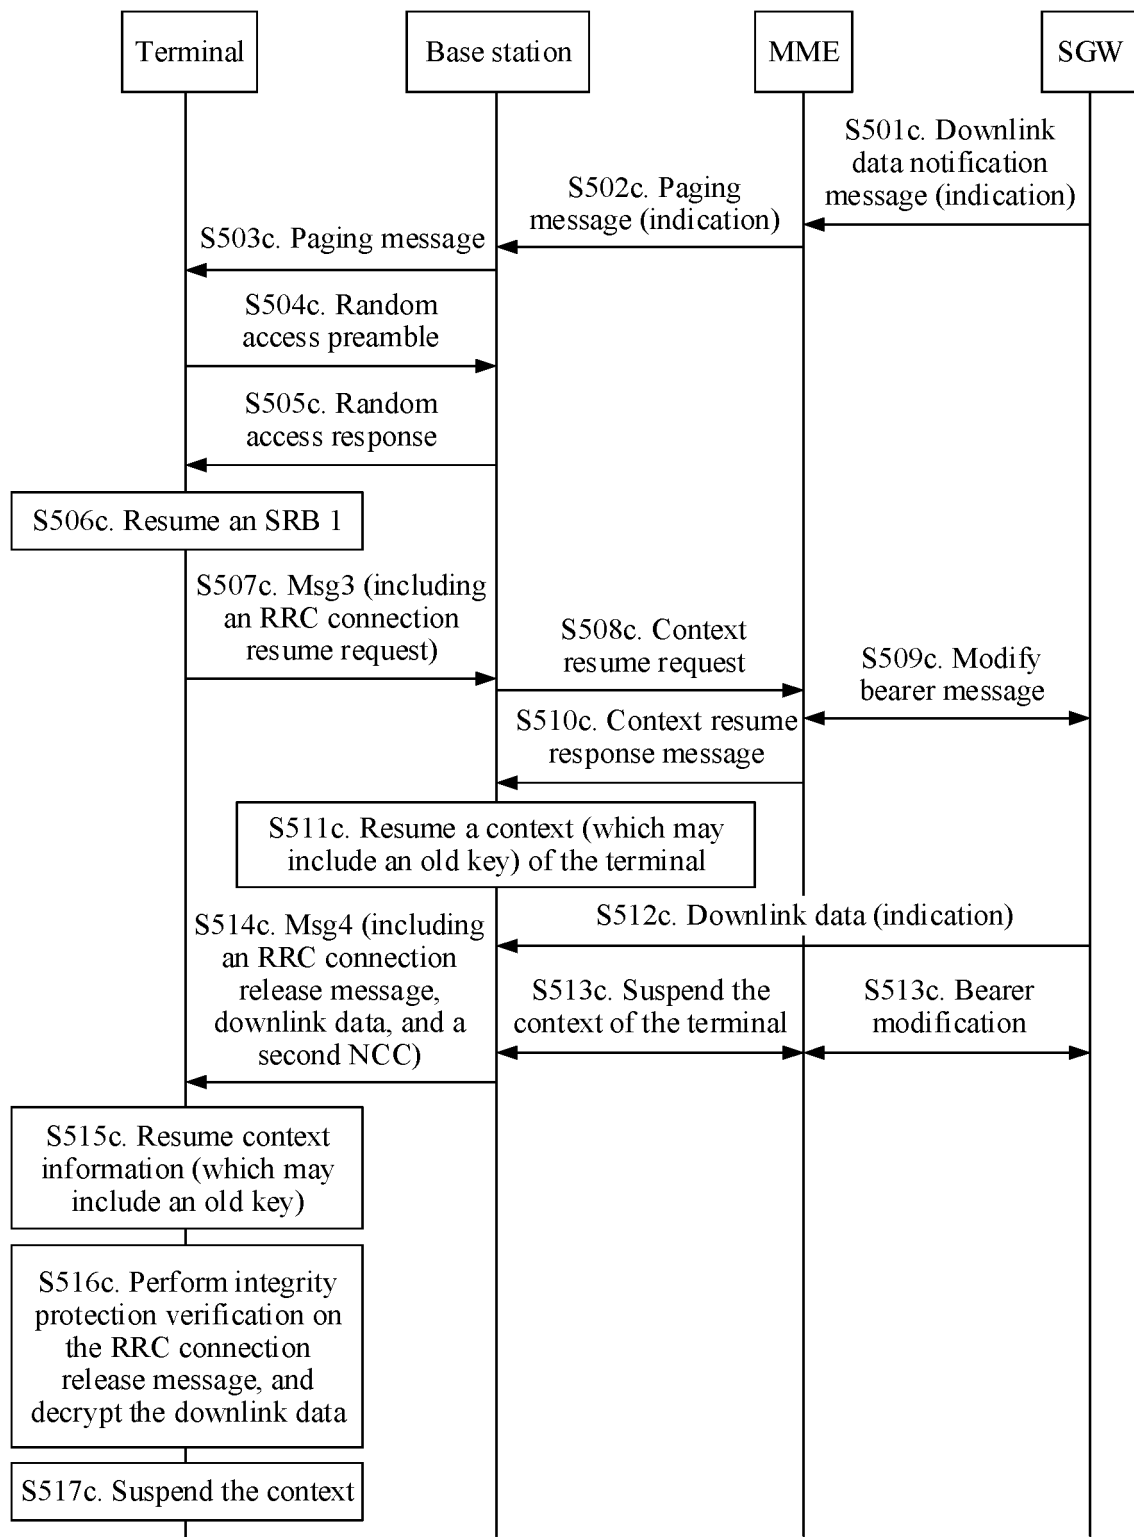 Terminal
Base station
MME
SGW
S501c. Downlink
data notification
message (indication)
S502c. Paging
message (indication)
S503c. Paging message
S504c. Random
access preamble
S505c. Random
access response
S506c. Resume an SRB 1
S507c. Msg3 (including
an RRC connection
resume request)
S508c. Context
resume request
S509c. Modify
bearer message
S510c. Context resume
response message
S511c. Resume a context (which may
include an old key) of the terminal
S512c. Downlink data (indication)
S514c. Msg4 (including
an RRC connection
release message,
downlink data, and a
second NCC)
S513c. Suspend the
context of the terminal
S513c. Bearer
modification
S515c. Resume context
information (which may
include an old key)
S516c. Perform integrity
protection verification on
the RRC connection
release message, and
decrypt the downlink data
S517c. Suspend the context